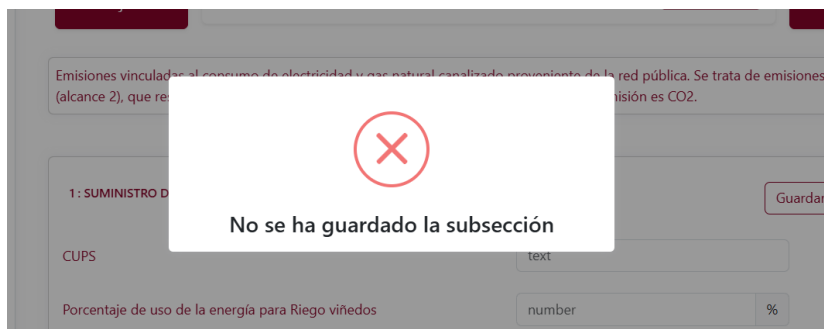 Emisiones vinculadas al consumo de electricidad y gas natural canalizado proveniente de la red pública. Se trata de emisiones
(alcance 2), que re misión es CO2.
No se ha guardado la subsección
1: SUMINISTRO D
Guardar
CUPS
text
Porcentaje de uso de la energía para Riego viñedos
number
%